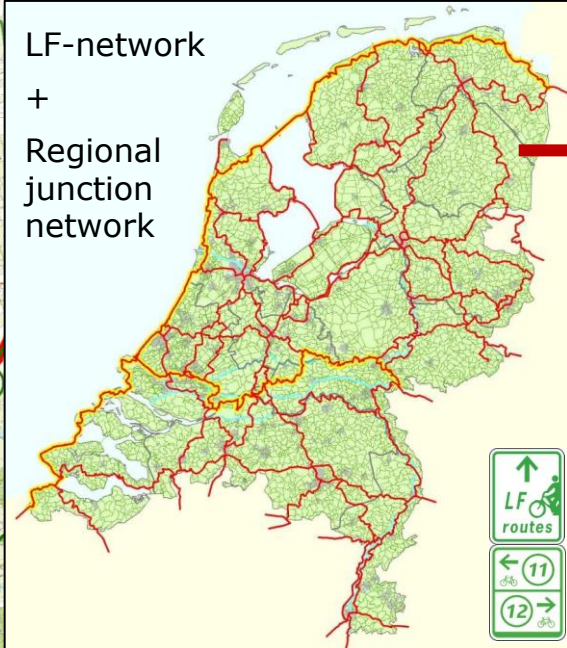 LF-network
+
Regional
junction
network
LF
routes
11
12